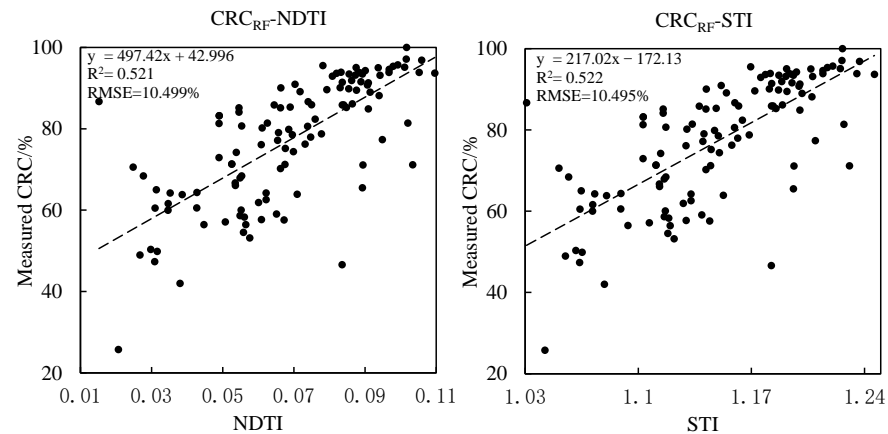 CRC_RF-NDTI
y = 497.42x + 42.996
R²= 0.521
RMSE=10.499%
Measured CRC/%
100
80
60
40
20
0.01 0.03 0.05 0.07 0.09 0.11
NDTI
CRC_RF-STI
y = 217.02x − 172.13
R²= 0.522
RMSE=10.495%
Measured CRC/%
100
80
60
40
20
1.03 1.1 1.17 1.24
STI